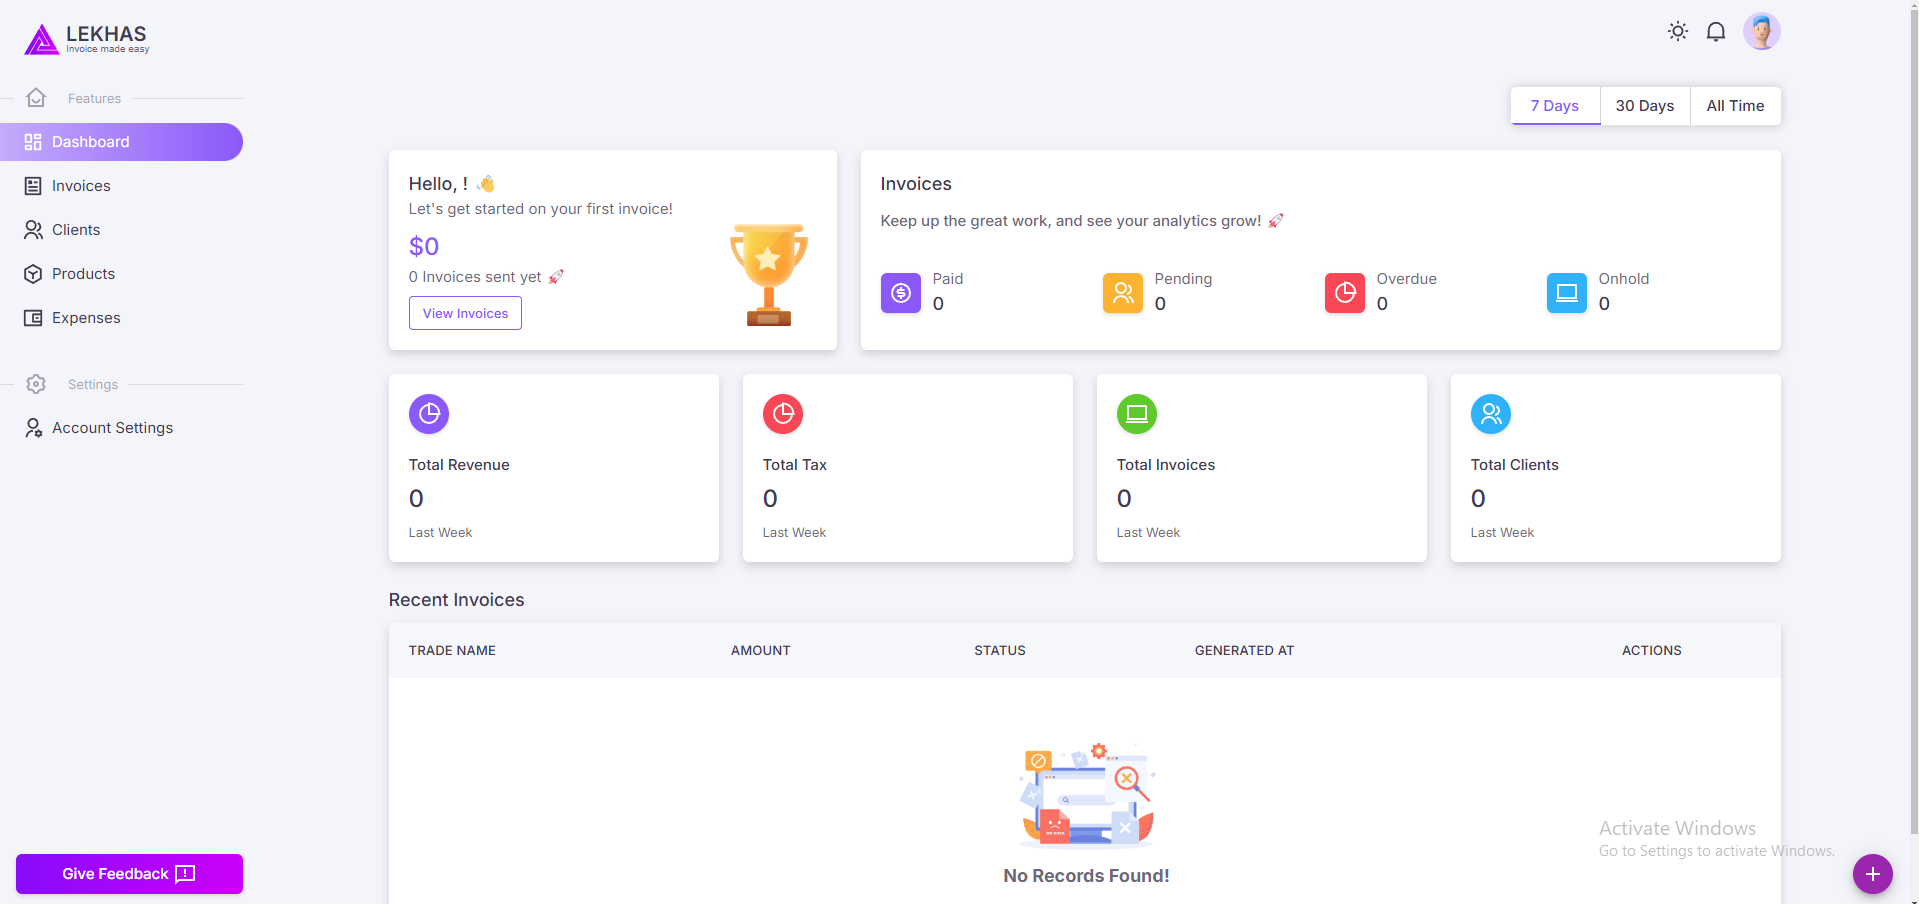 LEKHAS
Invoice made easy
Features
Dashboard
Invoices
Clients
Products
Expenses
Settings
Account Settings
Give Feedback
7 Days
30 Days
All Time
Hello, ! 👋
Let's get started on your first invoice!
$0
0 Invoices sent yet 🚀
View Invoices
Invoices
Keep up the great work, and see your analytics grow! 🚀
Paid
0
Pending
0
Overdue
0
Onhold
0
Total Revenue
0
Last Week
Total Tax
0
Last Week
Total Invoices
0
Last Week
Total Clients
0
Last Week
Recent Invoices
TRADE NAME AMOUNT STATUS GENERATED AT ACTIONS
NO DATA
No Records Found!
Activate Windows
Go to Settings to activate Windows.